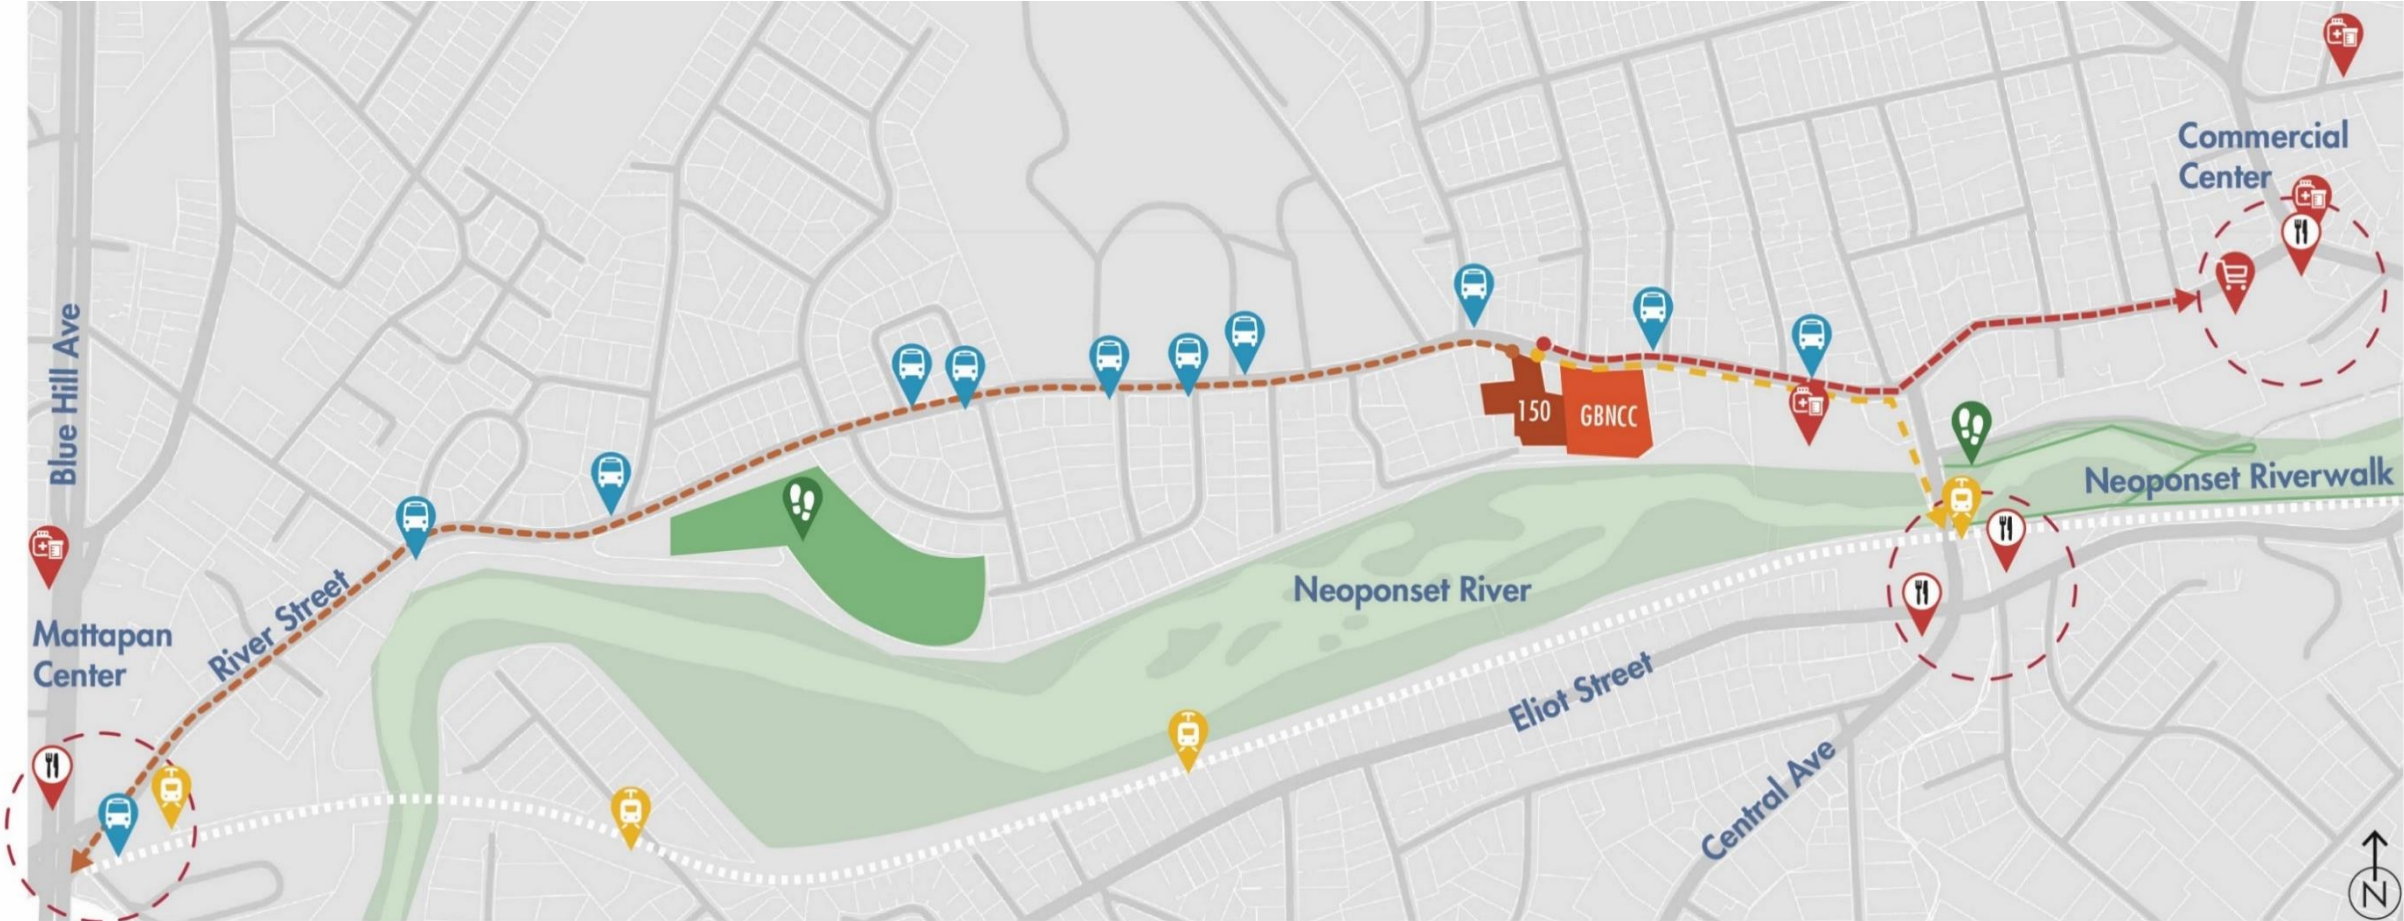 Commercial
Center
Blue Hill Ave
150
GBNCC
Neoponset Riverwalk
River Street
Neoponset River
Mattapan
Center
Eliot Street
Central Ave
N